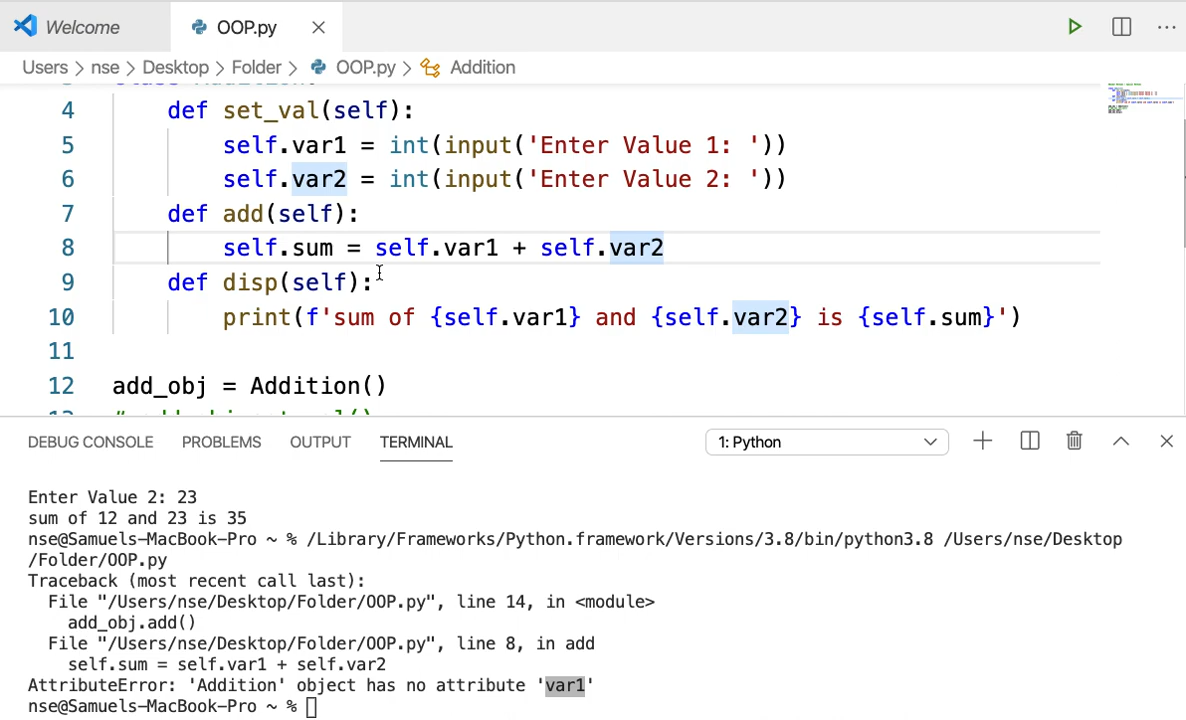 Welcome
OOP.py
Users > nse > Desktop > Folder > OOP.py > Addition
4 def set_val(self):
5 self.var1 = int(input('Enter Value 1: '))
6 self.var2 = int(input('Enter Value 2: '))
7 def add(self):
8 self.sum = self.var1 + self.var2
9 def disp(self):
10 print(f'sum of {self.var1} and {self.var2} is {self.sum}')
11
12 add_obj = Addition()
DEBUG CONSOLE PROBLEMS OUTPUT TERMINAL 1: Python
Enter Value 2: 23
sum of 12 and 23 is 35
nse@Samuels-MacBook-Pro ~ % /Library/Frameworks/Python.framework/Versions/3.8/bin/python3.8 /Users/nse/Desktop
/Folder/OOP.py
Traceback (most recent call last):
File "/Users/nse/Desktop/Folder/OOP.py", line 14, in <module>
add_obj.add()
File "/Users/nse/Desktop/Folder/OOP.py", line 8, in add
self.sum = self.var1 + self.var2
AttributeError: 'Addition' object has no attribute 'var1'
nse@Samuels-MacBook-Pro ~ %